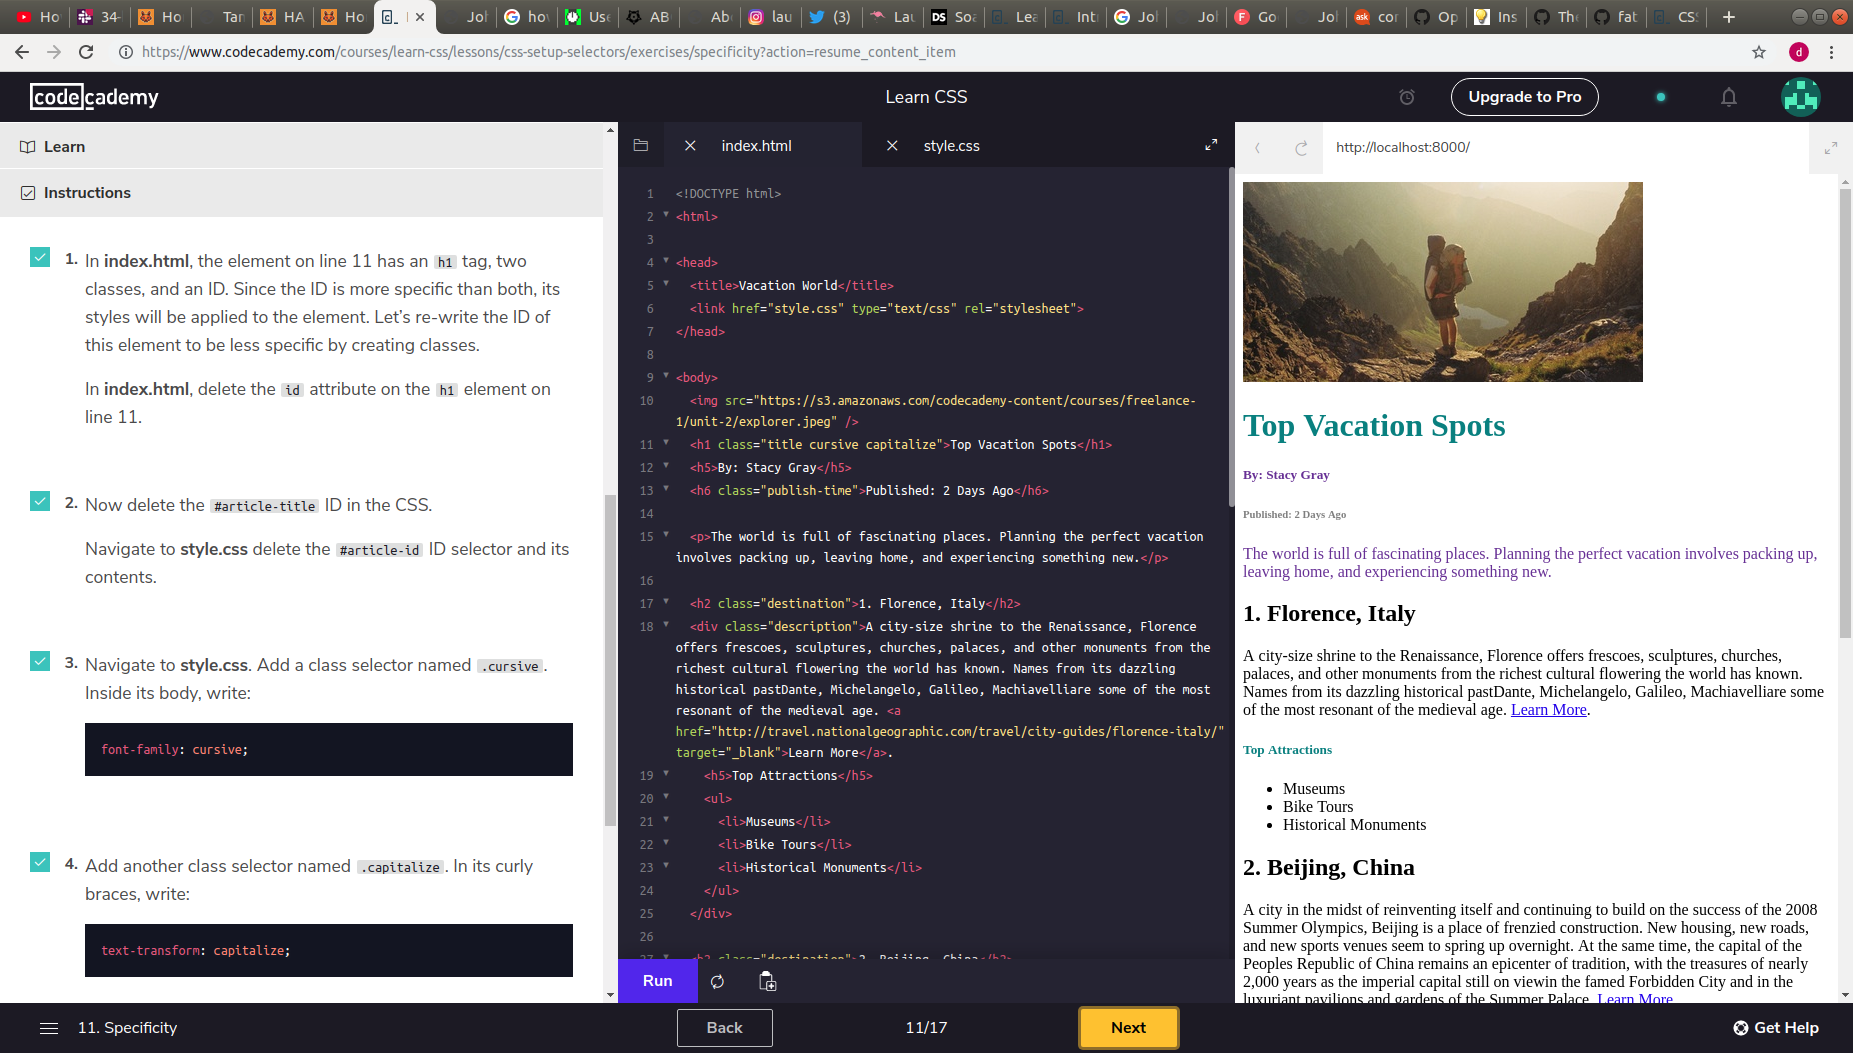 Ho
34-
Ho
Tar
HA
Ho
Jol
hov
Use
AB
Abo
lau
(3)
Lau
Soa
Lea
Intr
Jol
Jol
Go
Jol
cor
Op
Ins
The
fat
CSS
https://www.codecademy.com/courses/learn-css/lessons/css-setup-selectors/exercises/specificity?action=resume_content_item
d
codecademy
Learn CSS
Upgrade to Pro
Learn
Instructions
1. In index.html, the element on line 11 has an h1 tag, two
classes, and an ID. Since the ID is more specific than both, its
styles will be applied to the element. Let's re-write the ID of
this element to be less specific by creating classes.
In index.html, delete the id attribute on the h1 element on
line 11.
2. Now delete the #article-title ID in the CSS.
Navigate to style.css delete the #article-id ID selector and its
contents.
3. Navigate to style.css. Add a class selector named .cursive.
Inside its body, write:
font-family: cursive;
4. Add another class selector named .capitalize. In its curly
braces, write:
text-transform: capitalize;
index.html
style.css
1 <!DOCTYPE html>
2 <html>
3
4 <head>
5 <title>Vacation World</title>
6 <link href="style.css" type="text/css" rel="stylesheet">
7 </head>
8
9 <body>
10 <img src="https://s3.amazonaws.com/codecademy-content/courses/freelance-
1/unit-2/explorer.jpeg" />
11 <h1 class="title cursive capitalize">Top Vacation Spots</h1>
12 <h5>By: Stacy Gray</h5>
13 <h6 class="publish-time">Published: 2 Days Ago</h6>
14
15 <p>The world is full of fascinating places. Planning the perfect vacation
involves packing up, leaving home, and experiencing something new.</p>
16
17 <h2 class="destination">1. Florence, Italy</h2>
18 <div class="description">A city-size shrine to the Renaissance, Florence
offers frescoes, sculptures, churches, palaces, and other monuments from the
richest cultural flowering the world has known. Names from its dazzling
historical pastDante, Michelangelo, Galileo, Machiavelliare some of the most
resonant of the medieval age. <a
href="http://travel.nationalgeographic.com/travel/city-guides/florence-italy/"
target="_blank">Learn More</a>.
19 <h5>Top Attractions</h5>
20 <ul>
21 <li>Museums</li>
22 <li>Bike Tours</li>
23 <li>Historical Monuments</li>
24 </ul>
25 </div>
26
27 <h2 class="destination">2. Beijing, China</h2>
Run
http://localhost:8000/
Top Vacation Spots
By: Stacy Gray
Published: 2 Days Ago
The world is full of fascinating places. Planning the perfect vacation involves packing up,
leaving home, and experiencing something new.
1. Florence, Italy
A city-size shrine to the Renaissance, Florence offers frescoes, sculptures, churches,
palaces, and other monuments from the richest cultural flowering the world has known.
Names from its dazzling historical pastDante, Michelangelo, Galileo, Machiavelliare some
of the most resonant of the medieval age. Learn More.
Top Attractions
Museums
Bike Tours
Historical Monuments
2. Beijing, China
A city in the midst of reinventing itself and continuing to build on the success of the 2008
Summer Olympics, Beijing is a place of frenzied construction. New housing, new roads,
and new sports venues seem to spring up overnight. At the same time, the capital of the
Peoples Republic of China remains an epicenter of tradition, with the treasures of nearly
2,000 years as the imperial capital still on viewin the famed Forbidden City and in the
luxuriant pavilions and gardens of the Summer Palace. Learn More
11. Specificity
Back
11/17
Next
Get Help